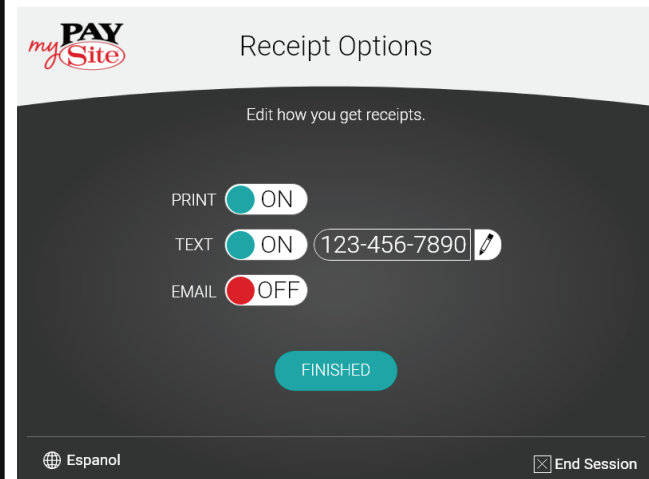 my PAY Site
Receipt Options
Edit how you get receipts.
PRINT ON
TEXT ON 123-456-7890
EMAIL OFF
FINISHED
Espanol
End Session